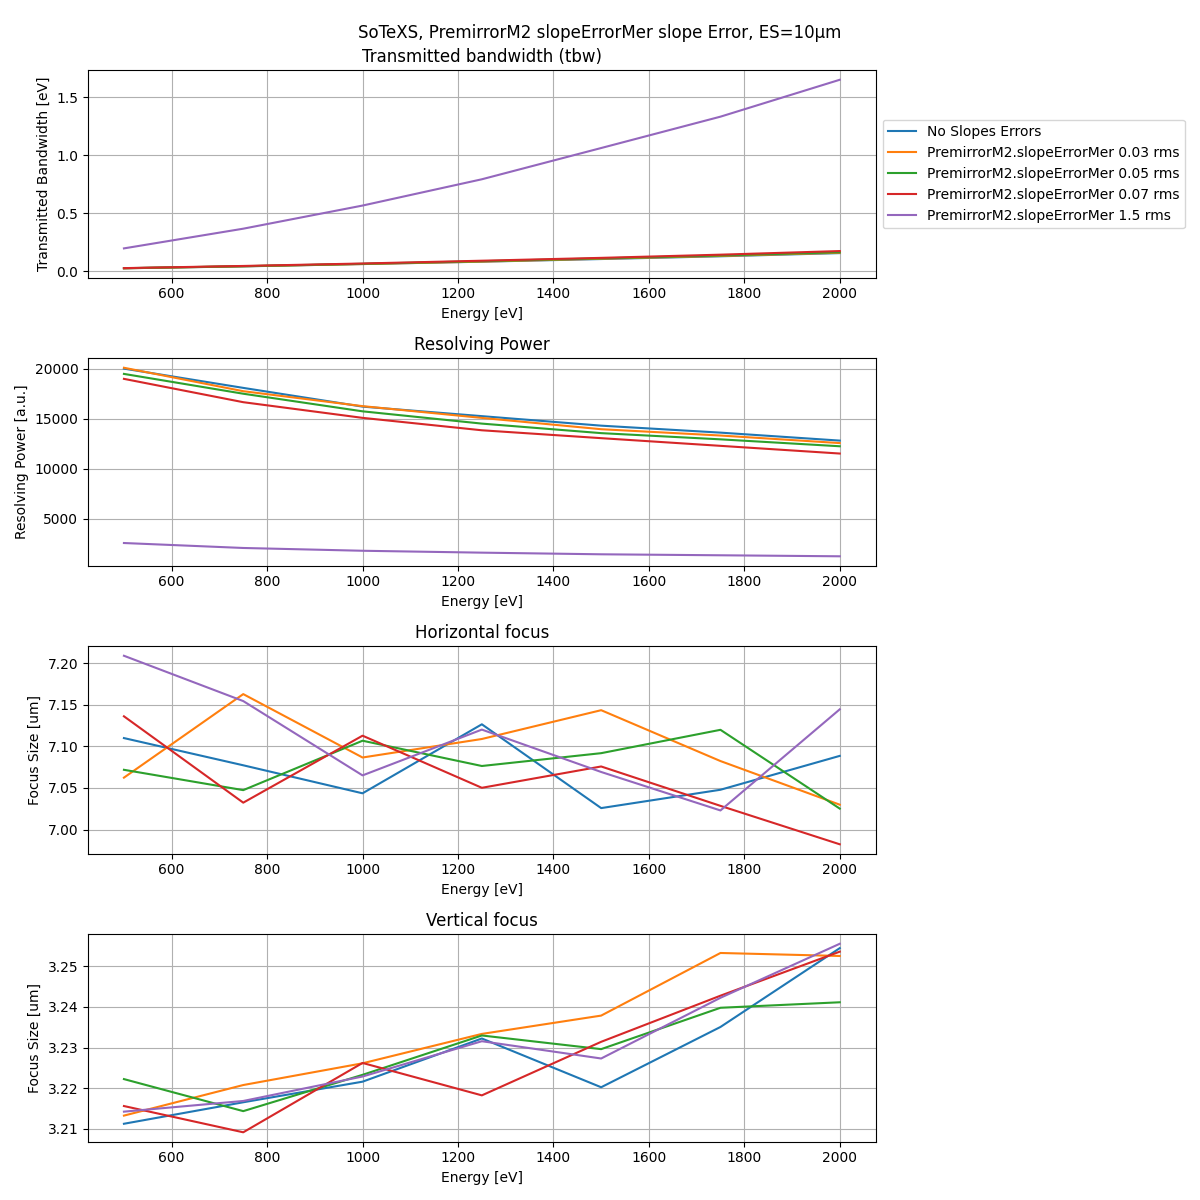 SoTeXS, PremirrorM2 slopeErrorMer slope Error, ES=10μm
Transmitted bandwidth (tbw)
Transmitted Bandwidth [eV]
1.5
1.0
0.5
0.0
600 800 1000 1200 1400 1600 1800 2000
Energy [eV]
No Slopes Errors
PremirrorM2.slopeErrorMer 0.03 rms
PremirrorM2.slopeErrorMer 0.05 rms
PremirrorM2.slopeErrorMer 0.07 rms
PremirrorM2.slopeErrorMer 1.5 rms
Resolving Power
Resolving Power [a.u.]
20000
15000
10000
5000
600 800 1000 1200 1400 1600 1800 2000
Energy [eV]
Horizontal focus
Focus Size [um]
7.20
7.15
7.10
7.05
7.00
600 800 1000 1200 1400 1600 1800 2000
Energy [eV]
Vertical focus
Focus Size [um]
3.25
3.24
3.23
3.22
3.21
600 800 1000 1200 1400 1600 1800 2000
Energy [eV]